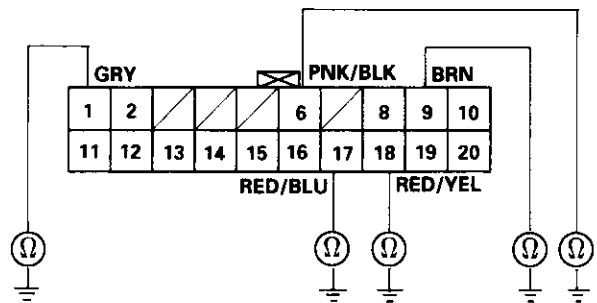 GRY PNK/BLK BRN
1 2 6 8 9 10
11 12 13 14 15 16 17 18 19 20
RED/BLU RED/YEL
Ω Ω Ω Ω Ω